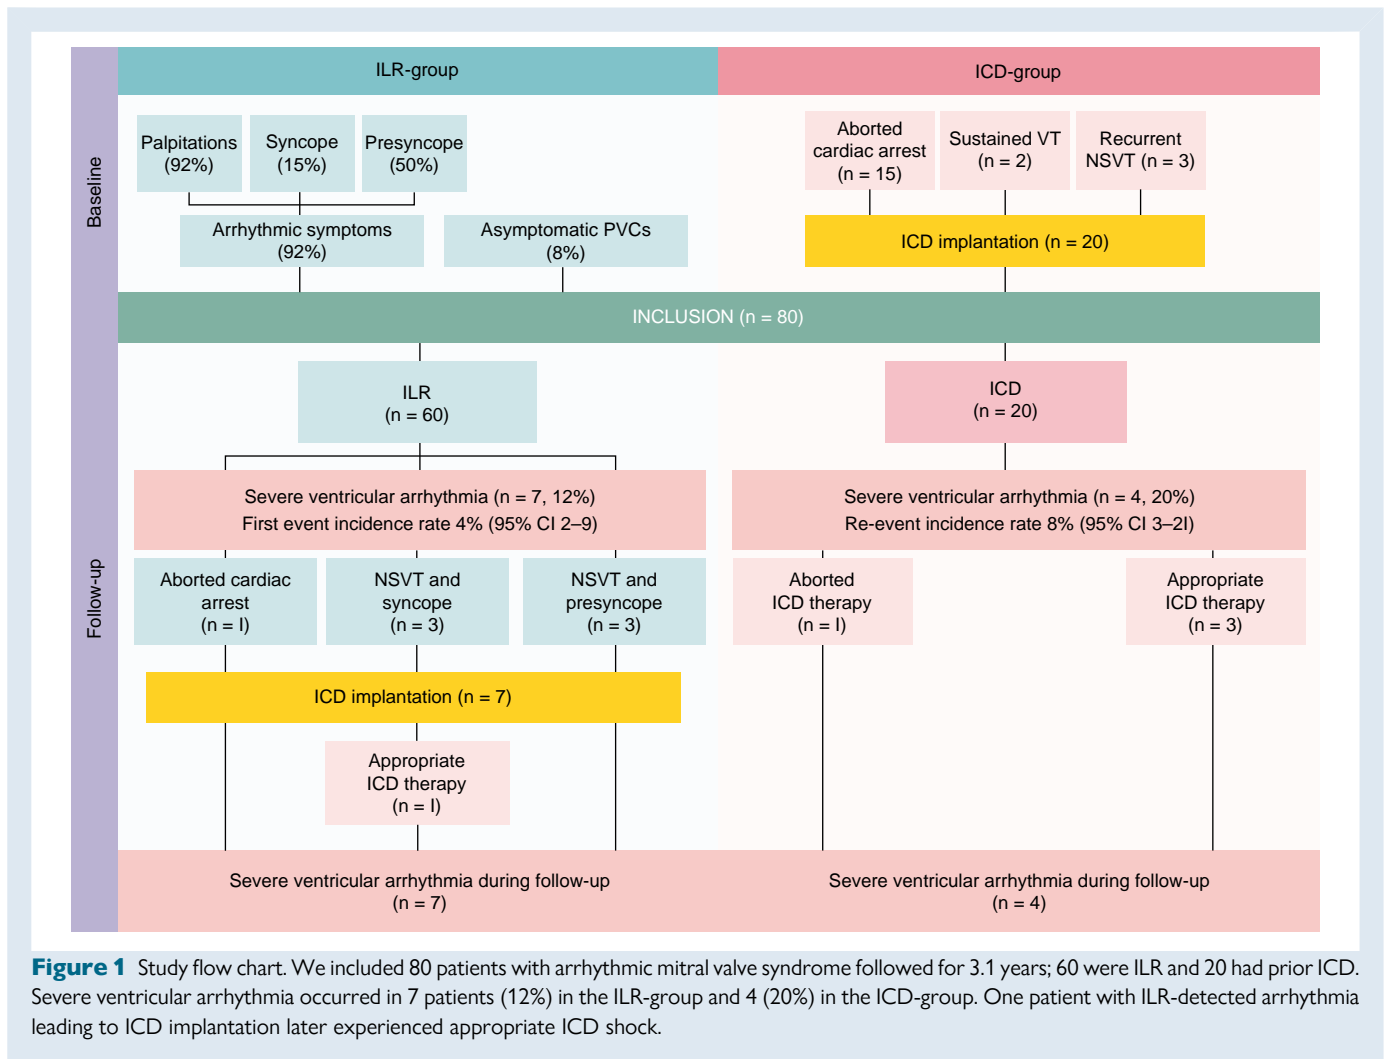 ILR-group
ICD-group
Baseline
Palpitations
(92%)
Syncope
(15%)
Presyncope
(50%)
Aborted
cardiac arrest
(n = 15)
Sustained VT
(n = 2)
Recurrent
NSVT (n = 3)
Arrhythmic symptoms
(92%)
Asymptomatic PVCs
(8%)
ICD implantation (n = 20)
INCLUSION (n = 80)
Follow-up
ILR
(n = 60)
ICD
(n = 20)
Severe ventricular arrhythmia (n = 7, 12%)
First event incidence rate 4% (95% CI 2–9)
Severe ventricular arrhythmia (n = 4, 20%)
Re-event incidence rate 8% (95% CI 3–2I)
Aborted cardiac
arrest
(n = I)
NSVT and
syncope
(n = 3)
NSVT and
presyncope
(n = 3)
Aborted
ICD therapy
(n = I)
Appropriate
ICD therapy
(n = 3)
ICD implantation (n = 7)
Appropriate
ICD therapy
(n = I)
Severe ventricular arrhythmia during follow-up
(n = 7)
Severe ventricular arrhythmia during follow-up
(n = 4)
Figure 1 Study flow chart. We included 80 patients with arrhythmic mitral valve syndrome followed for 3.1 years; 60 were ILR and 20 had prior ICD.
Severe ventricular arrhythmia occurred in 7 patients (12%) in the ILR-group and 4 (20%) in the ICD-group. One patient with ILR-detected arrhythmia
leading to ICD implantation later experienced appropriate ICD shock.